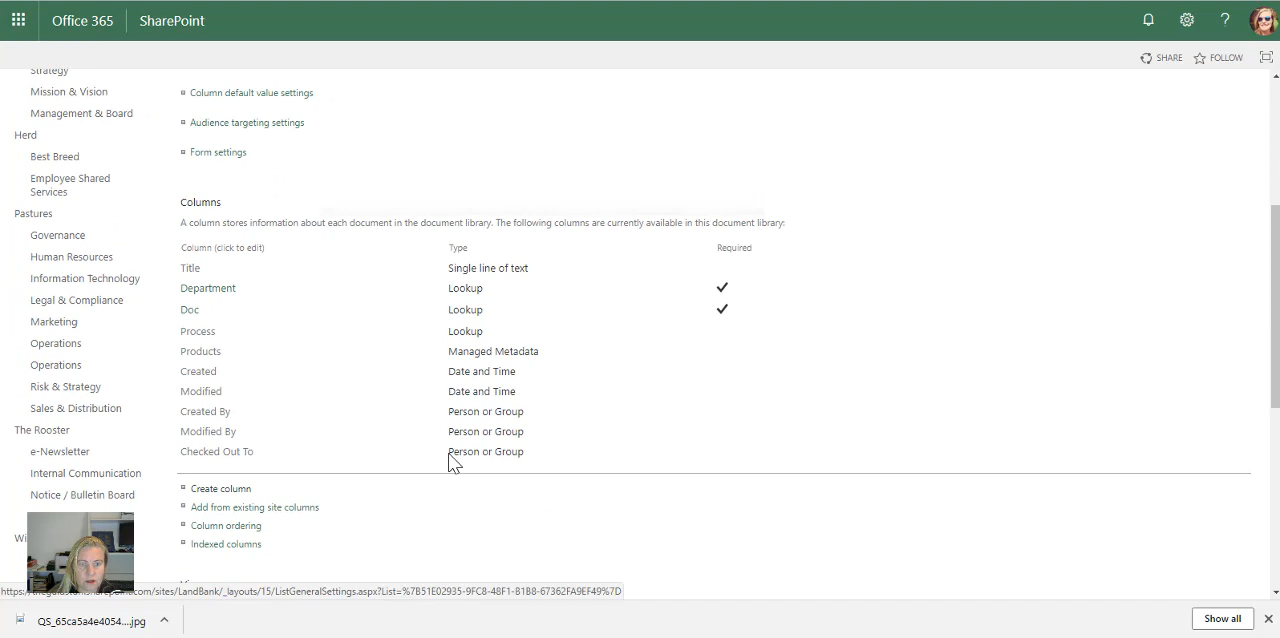 Office 365 SharePoint ?
SHARE FOLLOW
Strategy
Mission & Vision
Management & Board
Herd
Best Breed
Employee Shared
Services
Pastures
Governance
Human Resources
Information Technology
Legal & Compliance
Marketing
Operations
Operations
Risk & Strategy
Sales & Distribution
The Rooster
e-Newsletter
Internal Communication
Notice / Bulletin Board
Column default value settings
Audience targeting settings
Form settings
Columns
A column stores information about each document in the document library. The following columns are currently available in this document library:
Column (click to edit) Type Required
Title Single line of text
Department Lookup
Doc Lookup
Process Lookup
Products Managed Metadata
Created Date and Time
Modified Date and Time
Created By Person or Group
Modified By Person or Group
Checked Out To Person or Group
Create column
Add from existing site columns
Column ordering
Indexed columns
QS_65ca5a4e4054....jpg
Show all